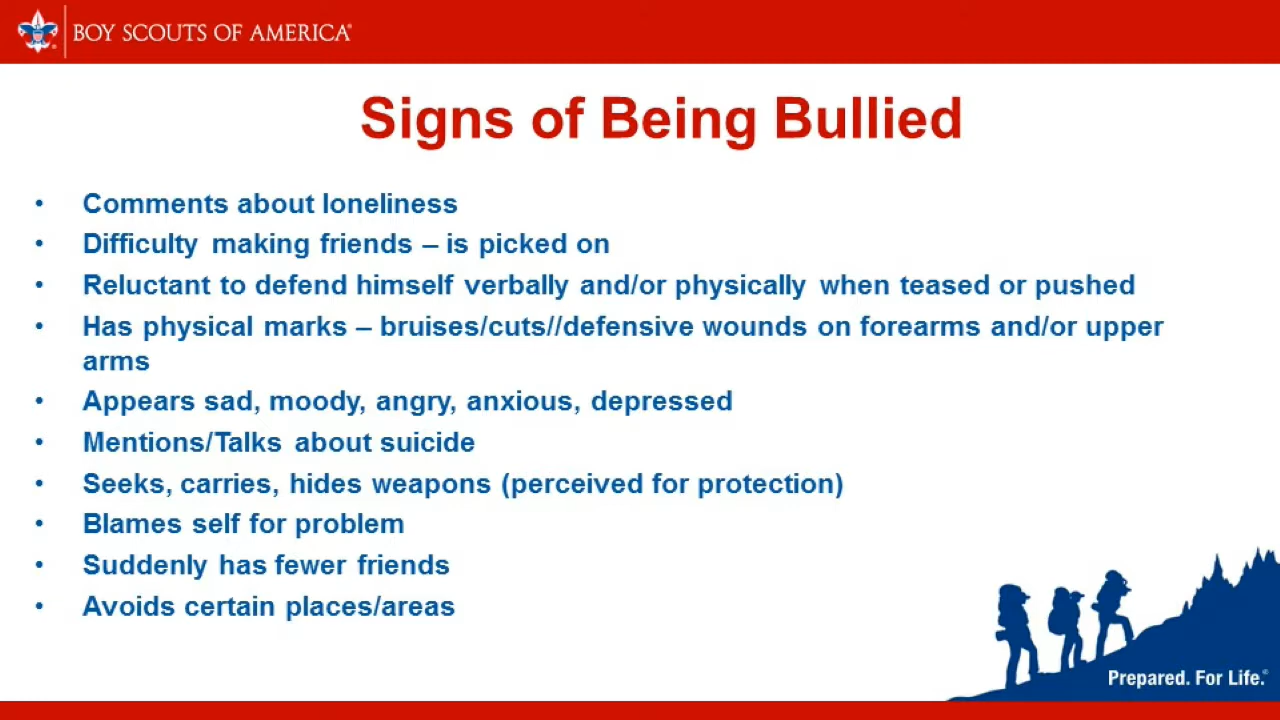 BOY SCOUTS OF AMERICA®
Signs of Being Bullied
• Comments about loneliness
• Difficulty making friends – is picked on
• Reluctant to defend himself verbally and/or physically when teased or pushed
• Has physical marks – bruises/cuts//defensive wounds on forearms and/or upper
arms
• Appears sad, moody, angry, anxious, depressed
• Mentions/Talks about suicide
• Seeks, carries, hides weapons (perceived for protection)
• Blames self for problem
• Suddenly has fewer friends
• Avoids certain places/areas
Prepared. For Life.®